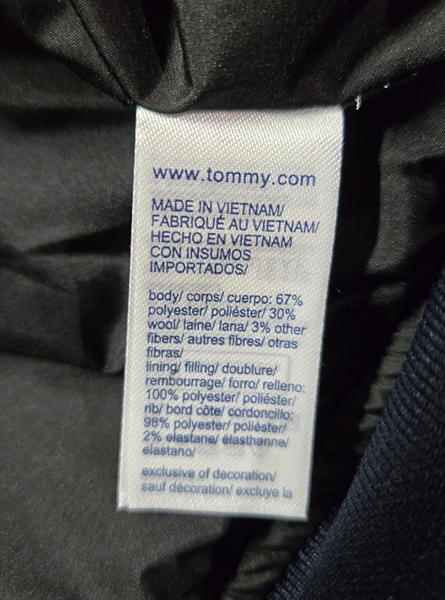 www.tommy.com
MADE IN VIETNAM/
FABRIQUÉ AU VIETNAM/
HECHO EN VIETNAM
CON INSUMOS
IMPORTADOS/
body/ corps/ cuerpo: 67%
polyester/ poliéster/ 30%
wool/ laine/ lana/ 3% other
fibers/ autres fibres/ otras
fibras/
lining/ filling/ doublure/
rembourrage/ forro/ relleno:
100% polyester/ poliéster/
rib/ bord côte/ cordoncillo:
98% polyester/ poliéster/
2% elastane/ élasthanne/
elastano/
exclusive of decoration/
sauf décoration/ excluye la